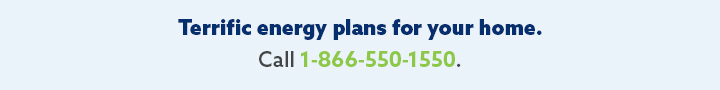 Terrific energy plans for your home.
Call 1-866-550-1550.